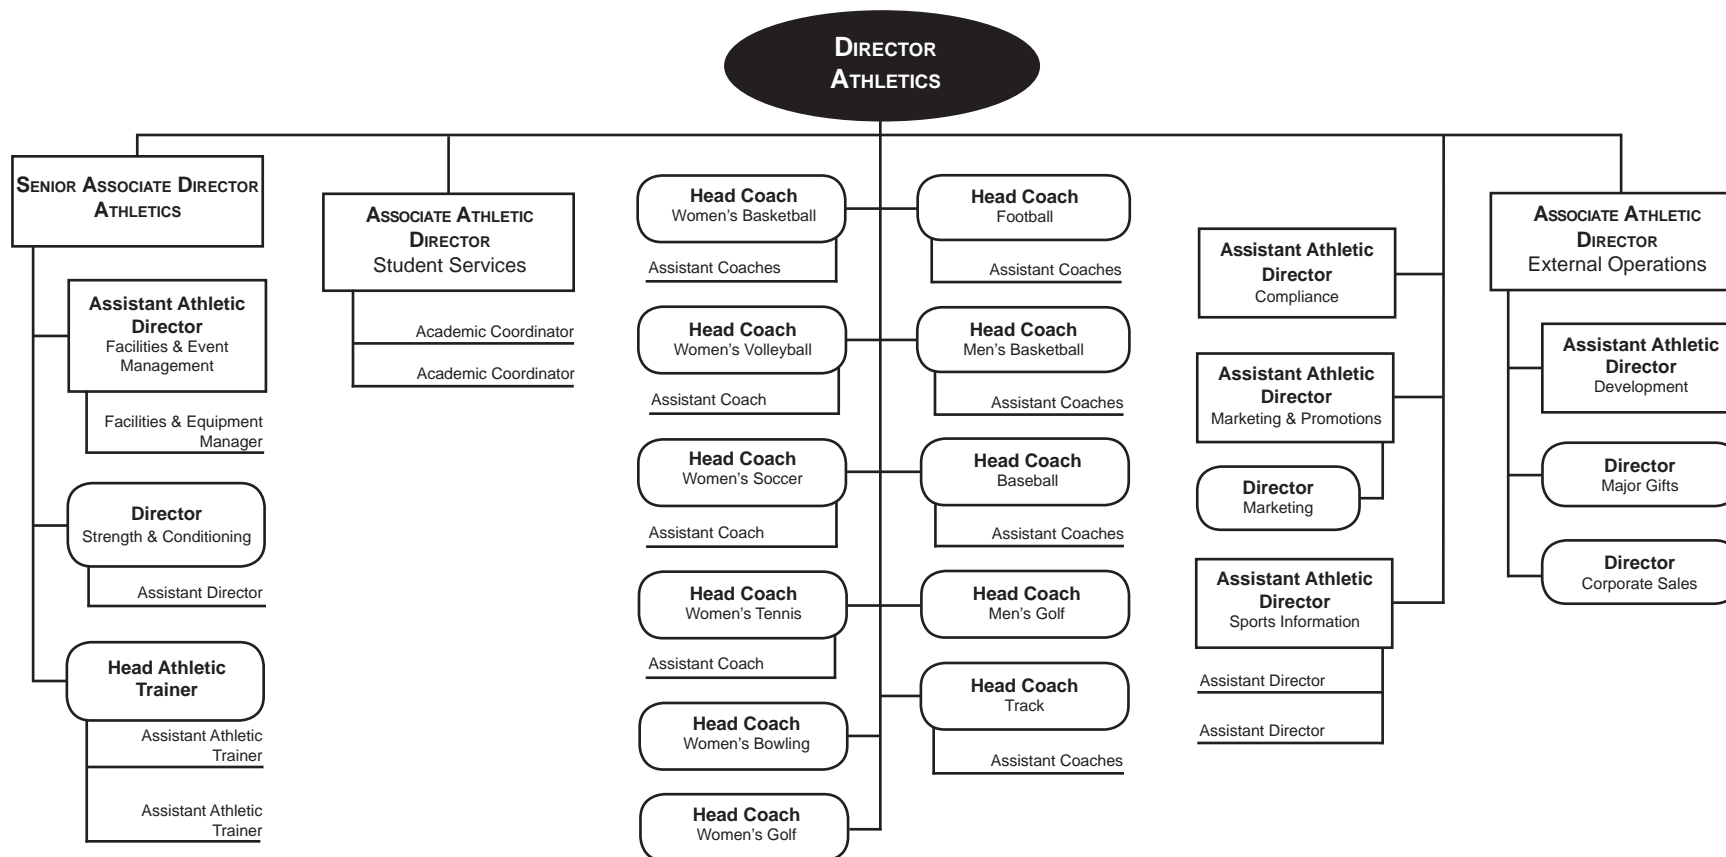 DIRECTOR
ATHLETICS
SENIOR ASSOCIATE DIRECTOR
ATHLETICS
Assistant Athletic
Director
Facilities & Event
Management
Facilities & Equipment
Manager
Director
Strength & Conditioning
Assistant Director
Head Athletic
Trainer
Assistant Athletic
Trainer
Assistant Athletic
Trainer
ASSOCIATE ATHLETIC
DIRECTOR
Student Services
Academic Coordinator
Academic Coordinator
Head Coach
Women's Basketball
Assistant Coaches
Head Coach
Women's Volleyball
Assistant Coach
Head Coach
Women's Soccer
Assistant Coach
Head Coach
Women's Tennis
Assistant Coach
Head Coach
Women's Bowling
Head Coach
Women's Golf
Head Coach
Football
Assistant Coaches
Head Coach
Men's Basketball
Assistant Coaches
Head Coach
Baseball
Assistant Coaches
Head Coach
Men's Golf
Head Coach
Track
Assistant Coaches
Assistant Athletic
Director
Compliance
Assistant Athletic
Director
Marketing & Promotions
Director
Marketing
Assistant Athletic
Director
Sports Information
Assistant Director
Assistant Director
ASSOCIATE ATHLETIC
DIRECTOR
External Operations
Assistant Athletic
Director
Development
Director
Major Gifts
Director
Corporate Sales